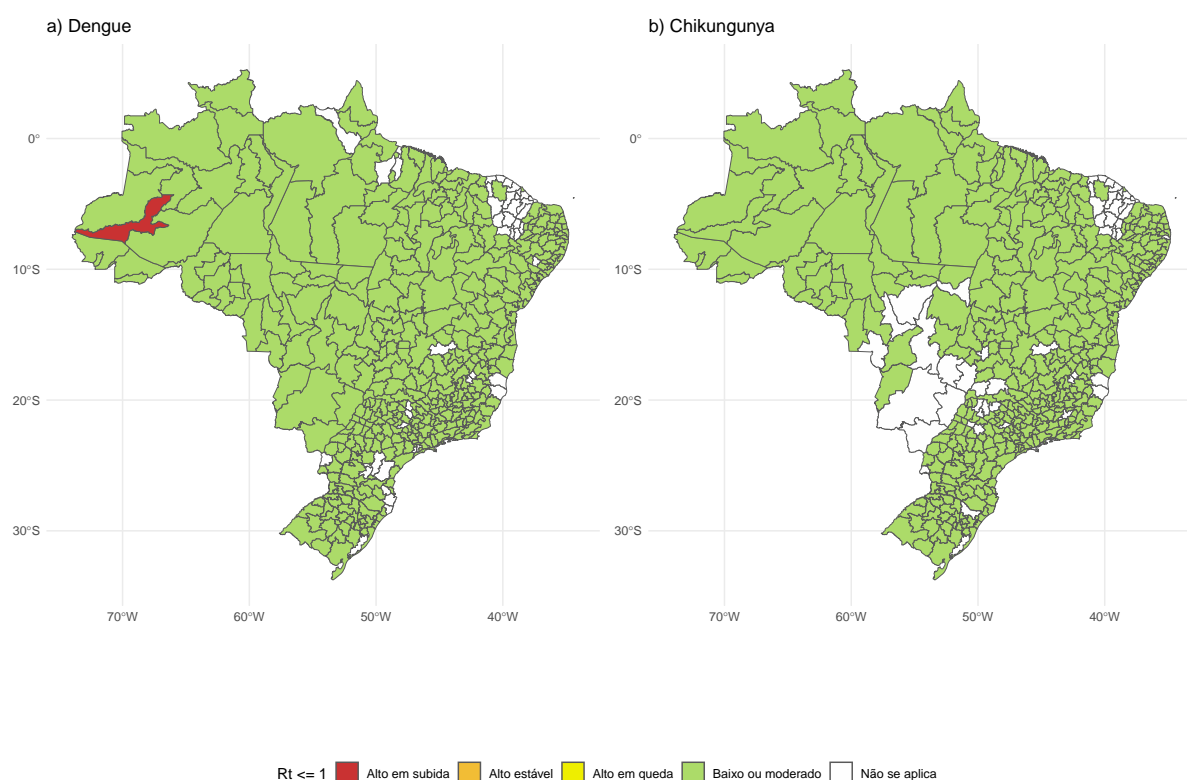 a) Dengue
b) Chikungunya
0°
10°S
20°S
30°S
70°W 60°W 50°W 40°W
0°
10°S
20°S
30°S
70°W 60°W 50°W 40°W
Rt <= 1 Alto em subida Alto estável Alto em queda Baixo ou moderado Não se aplica